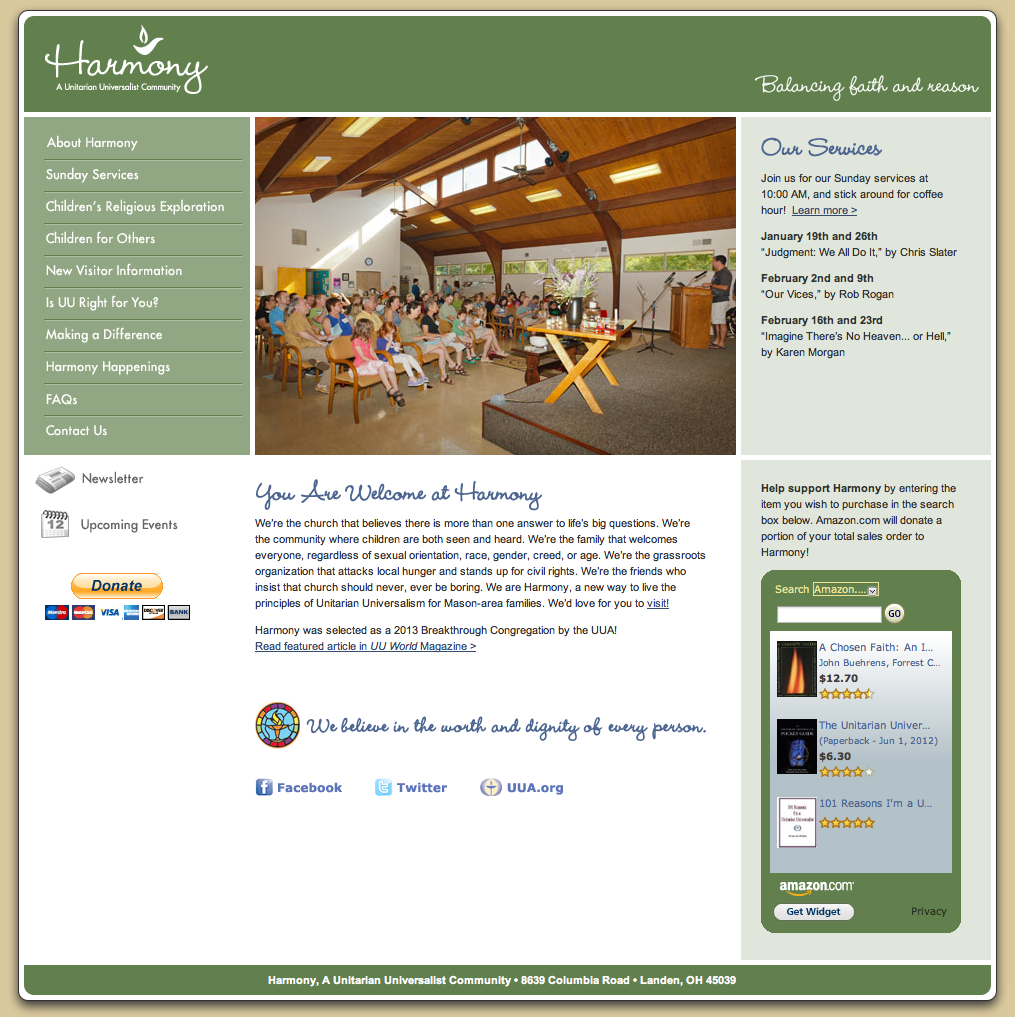 Harmony
A Unitarian Universalist Community
Balancing faith and reason
About Harmony
Sunday Services
Children's Religious Exploration
Children for Others
New Visitor Information
Is UU Right for You?
Making a Difference
Harmony Happenings
FAQs
Contact Us
Newsletter
12
Upcoming Events
Donate
VISA
BANK
Our Services
Join us for our Sunday services at
10:00 AM, and stick around for coffee
hour! Learn more >
January 19th and 26th
"Judgment: We All Do It," by Chris Slater
February 2nd and 9th
"Our Vices," by Rob Rogan
February 16th and 23rd
"Imagine There's No Heaven... or Hell,"
by Karen Morgan
You Are Welcome at Harmony
We're the church that believes there is more than one answer to life's big questions. We're
the community where children are both seen and heard. We're the family that welcomes
everyone, regardless of sexual orientation, race, gender, creed, or age. We're the grassroots
organization that attacks local hunger and stands up for civil rights. We're the friends who
insist that church should never, ever be boring. We are Harmony, a new way to live the
principles of Unitarian Universalism for Mason-area families. We'd love for you to visit!
Harmony was selected as a 2013 Breakthrough Congregation by the UUA!
Read featured article in UU World Magazine >
We believe in the worth and dignity of every person.
Facebook
Twitter
UUA.org
Help support Harmony by entering the
item you wish to purchase in the search
box below. Amazon.com will donate a
portion of your total sales order to
Harmony!
Search Amazon....
GO
A Chosen Faith: An I...
John Buehrens, Forrest C...
$12.70
The Unitarian Univer...
(Paperback - Jun 1, 2012)
$6.30
POCKET GUIDE
101 Reasons I'm a U...
amazon.com
Get Widget
Privacy
Harmony, A Unitarian Universalist Community • 8639 Columbia Road • Landen, OH 45039